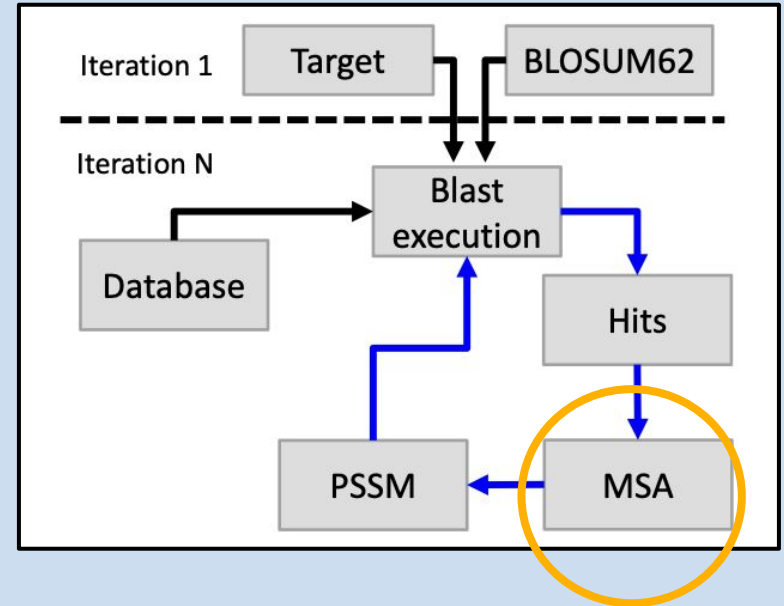 Iteration 1
Target
BLOSUM62
Iteration N
Blast
execution
Database
Hits
PSSM
MSA